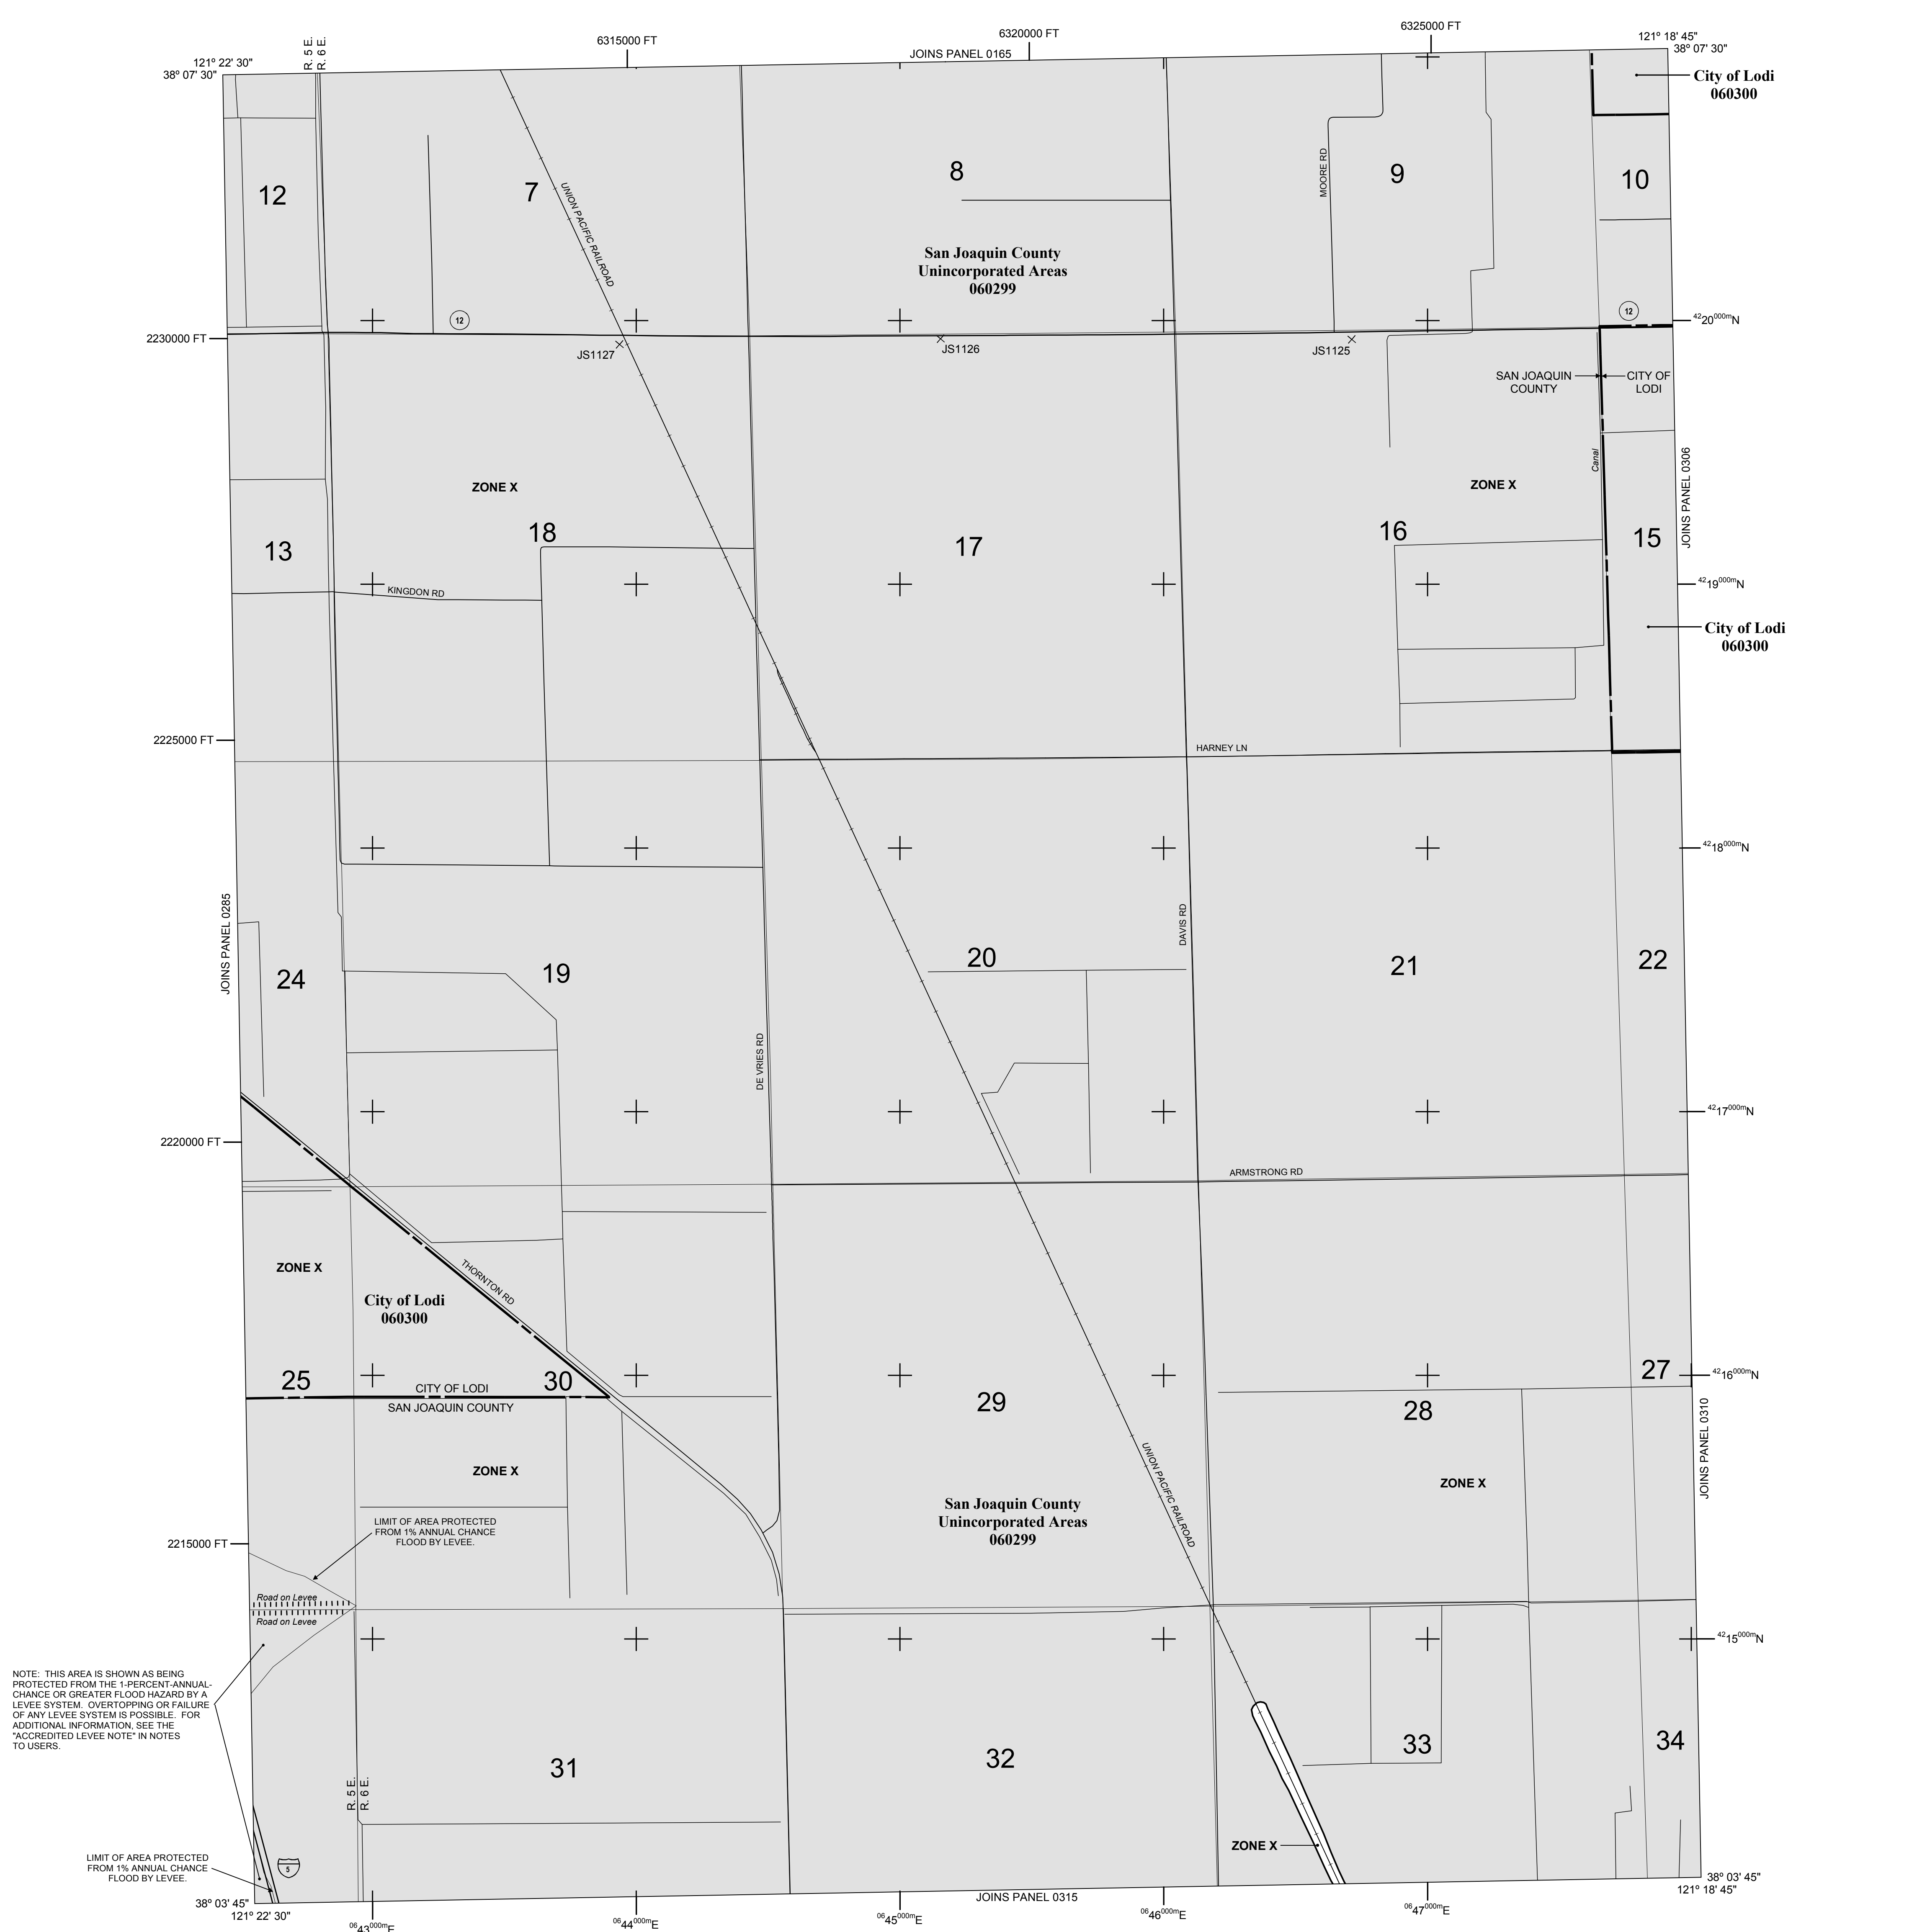 6325000 FT
6320000 FT
6315000 FT
JOINS PANEL 0165
R. 5 E.
R. 6 E.
121° 22' 30"
38° 07' 30"
121° 18' 45"
38° 07' 30"
City of Lodi
060300
12
7
8
9
10
UNION PACIFIC RAILROAD
MOORE RD
San Joaquin County
Unincorporated Areas
060299
12
12
4220000mN
2230000 FT
JS1127
JS1126
JS1125
SAN JOAQUIN
COUNTY
CITY OF
LODI
Canal
JOINS PANEL 0306
ZONE X
ZONE X
13
18
17
16
15
KINGDON RD
4219000mN
City of Lodi
060300
2225000 FT
HARNEY LN
4218000mN
JOINS PANEL 0285
DAVIS RD
24
19
20
21
22
DE VRIES RD
4217000mN
2220000 FT
ARMSTRONG RD
ZONE X
THORNTON RD
City of Lodi
060300
25
30
29
28
27
4216000mN
CITY OF LODI
SAN JOAQUIN COUNTY
JOINS PANEL 0310
ZONE X
UNION PACIFIC RAILROAD
ZONE X
San Joaquin County
Unincorporated Areas
060299
LIMIT OF AREA PROTECTED
FROM 1% ANNUAL CHANCE
FLOOD BY LEVEE.
2215000 FT
Road on Levee
Road on Levee
4215000mN
NOTE: THIS AREA IS SHOWN AS BEING
PROTECTED FROM THE 1-PERCENT-ANNUAL-
CHANCE OR GREATER FLOOD HAZARD BY A
LEVEE SYSTEM. OVERTOPPING OR FAILURE
OF ANY LEVEE SYSTEM IS POSSIBLE. FOR
ADDITIONAL INFORMATION, SEE THE
"ACCREDITED LEVEE NOTE" IN NOTES
TO USERS.
31
32
33
34
R. 5 E.
R. 6 E.
ZONE X
LIMIT OF AREA PROTECTED
FROM 1% ANNUAL CHANCE
FLOOD BY LEVEE.
5
38° 03' 45"
121° 22' 30"
38° 03' 45"
121° 18' 45"
JOINS PANEL 0315
0643000mE
0644000mE
0645000mE
0646000mE
0647000mE